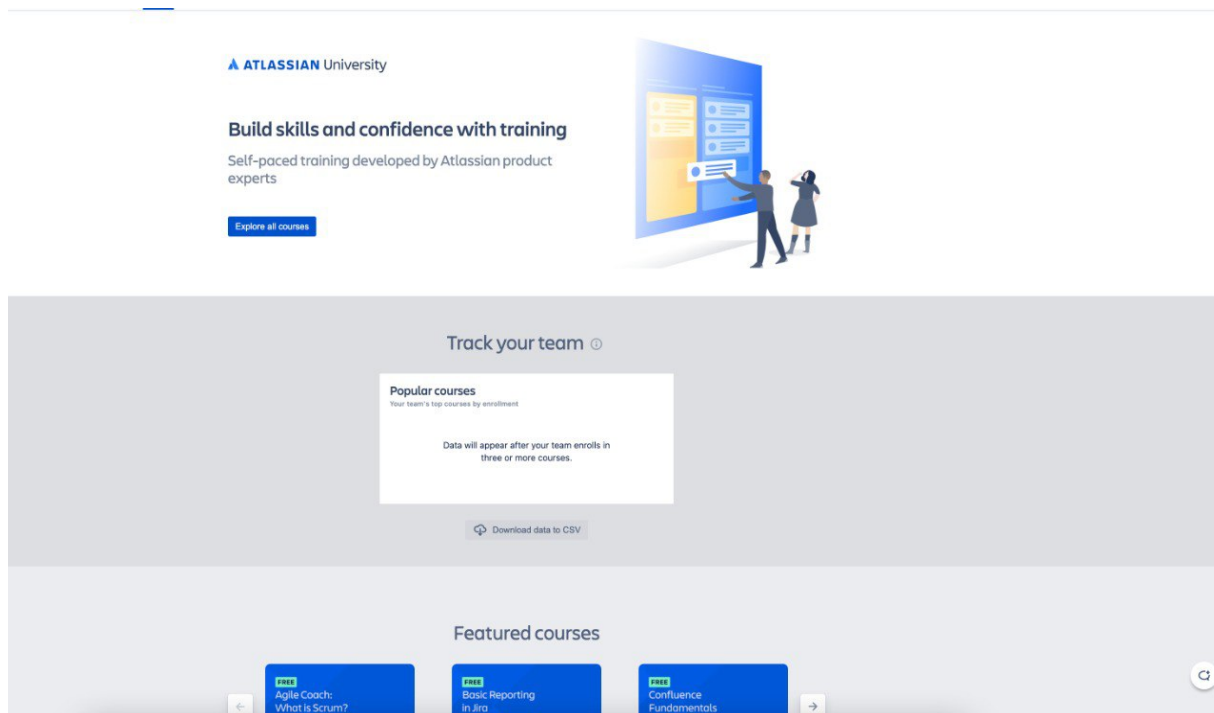 ATLASSIAN University
Build skills and confidence with training
Self-paced training developed by Atlassian product
experts
Explore all courses
Track your team
Popular courses
Your team's top courses by enrollment
Data will appear after your team enrolls in
three or more courses.
Download data to CSV
Featured courses
FREE
Agile Coach:
What is Scrum?
FREE
Basic Reporting
in Jira
FREE
Confluence
Fundamentals